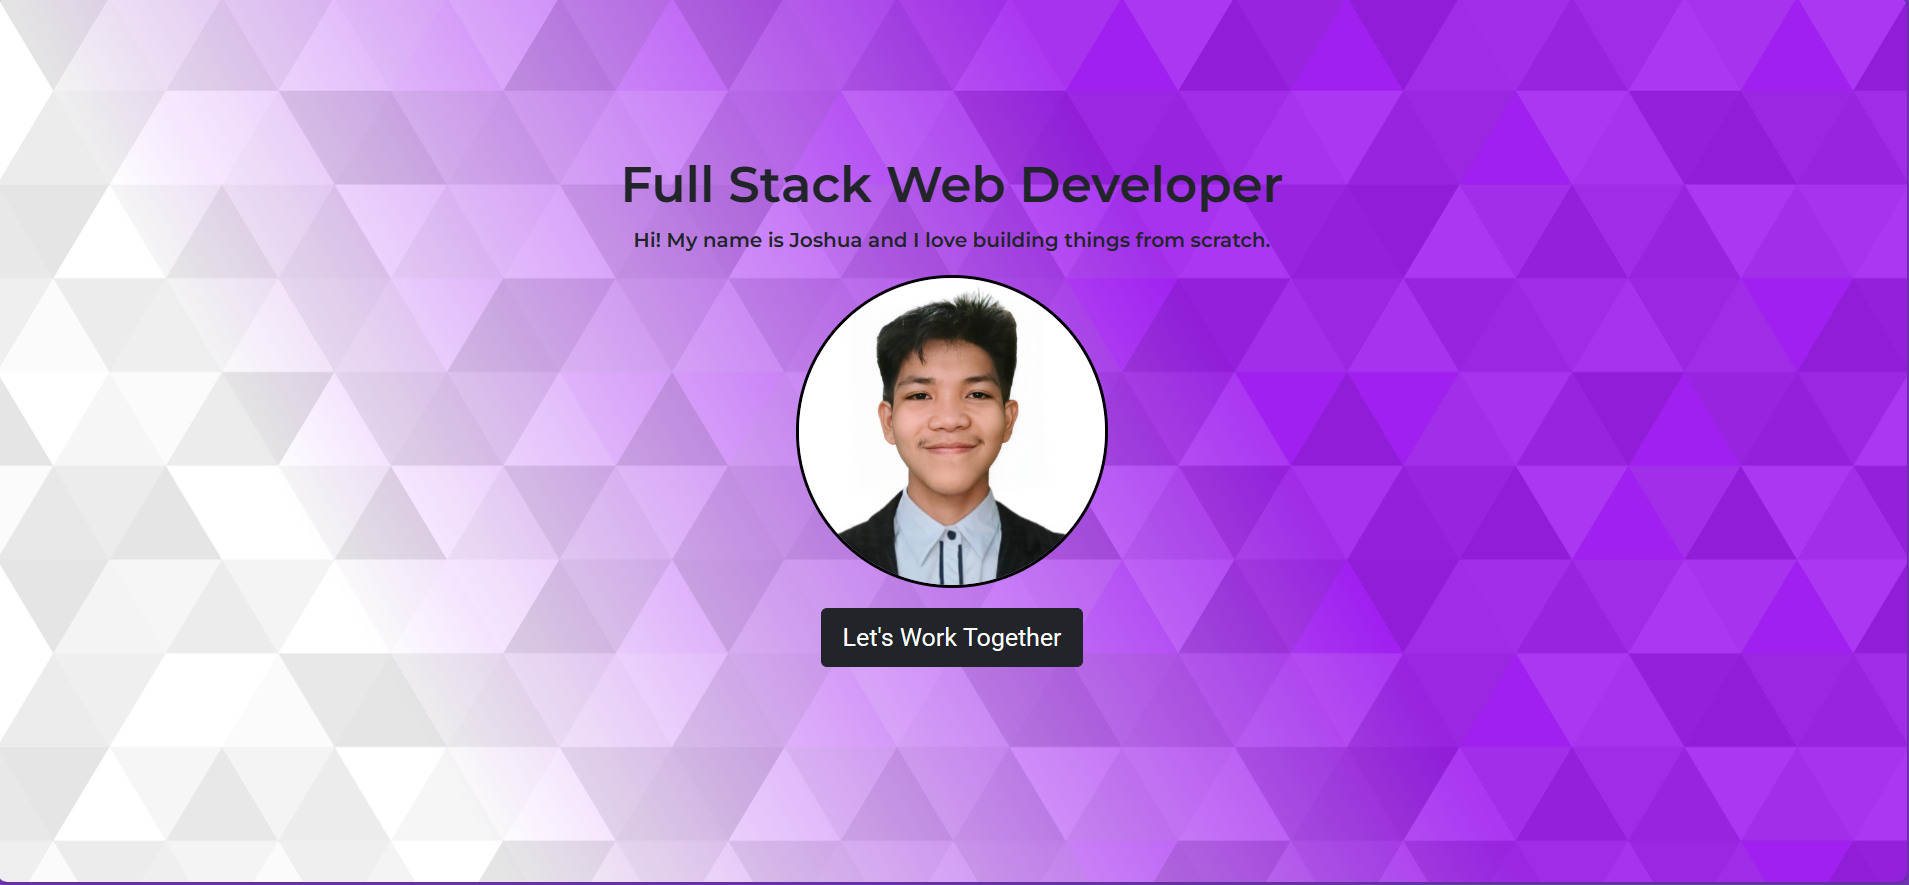 Full Stack Web Developer
Hi! My name is Joshua and I love building things from scratch.
Let's Work Together